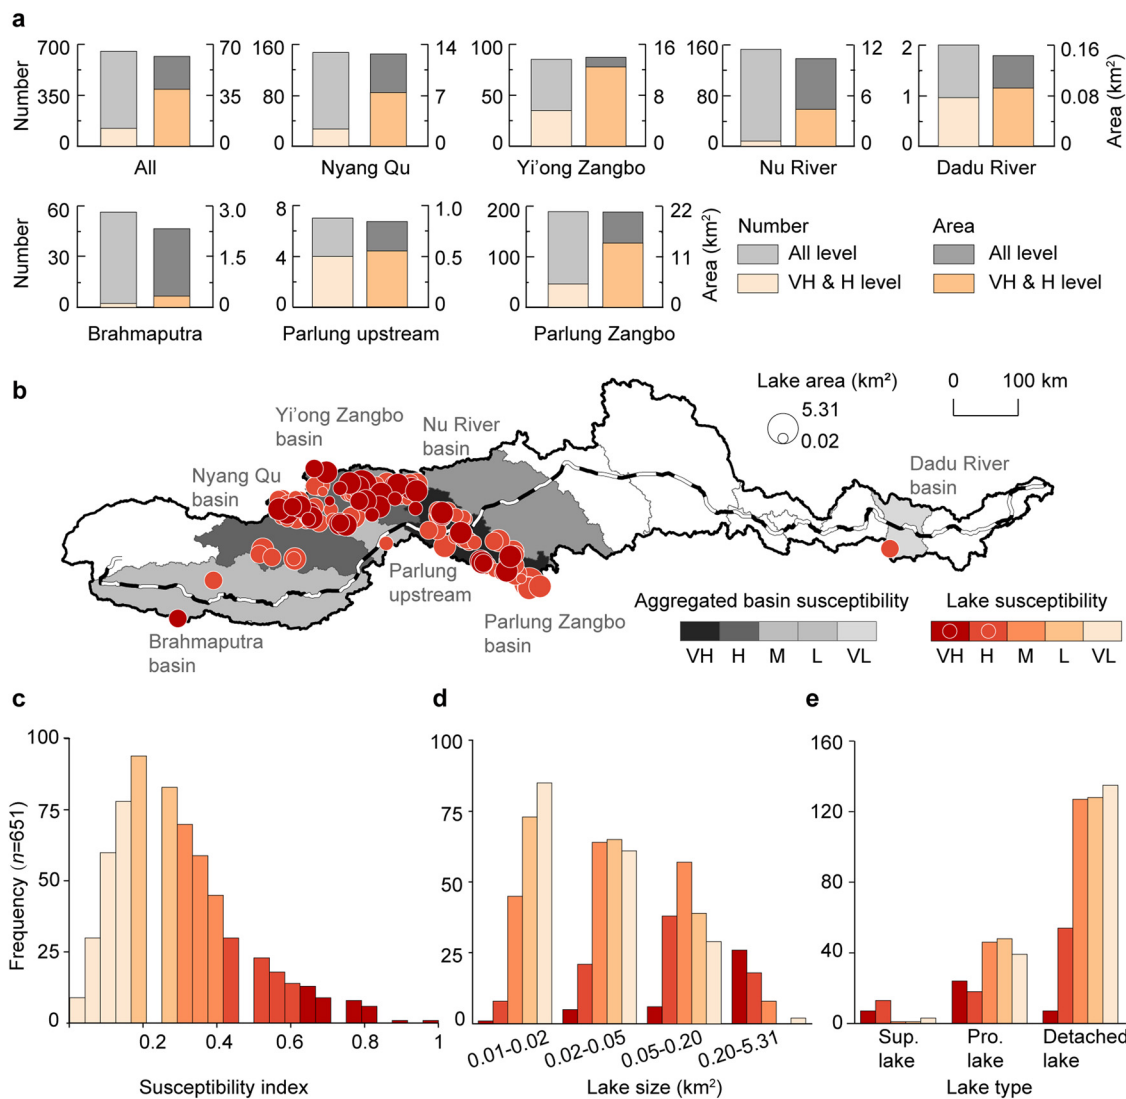 a
Number
700
350
0
70
35
0
All
160
80
0
14
7
0
Nyang Qu
100
50
0
16
8
0
Yi'ong Zangbo
160
80
0
12
6
0
Nu River
2
1
0
0.16
0.08
0
Area (km²)
Dadu River
Number
60
30
0
3.0
1.5
0
Brahmaputra
8
4
0
1.0
0.5
0
Parlung upstream
200
100
0
22
11
0
Area (km²)
Parlung Zangbo
Number
All level
VH & H level
Area
All level
VH & H level
b
Lake area (km²)
5.31
0.02
0 100 km
Yi'ong Zangbo
basin
Nu River
basin
Nyang Qu
basin
Dadu River
basin
Parlung
upstream
Parlung Zangbo
basin
Brahmaputra
basin
Aggregated basin susceptibility
VH H M L VL
Lake susceptibility
VH H M L VL
c
Frequency (n=651)
100
75
50
25
0
0.2 0.4 0.6 0.8 1
Susceptibility index
d
100
75
50
25
0
0.01-0.02
0.02-0.05
0.05-0.20
0.20-5.31
Lake size (km²)
e
160
120
80
40
0
Sup.
lake
Pro.
lake
Detached
lake
Lake type